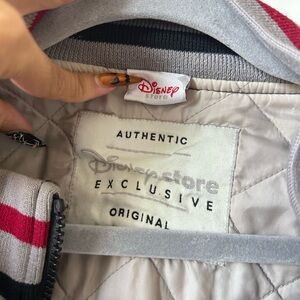 Disney
STORE
AUTHENTIC
Disney store
EXCLUSIVE
ORIGINAL